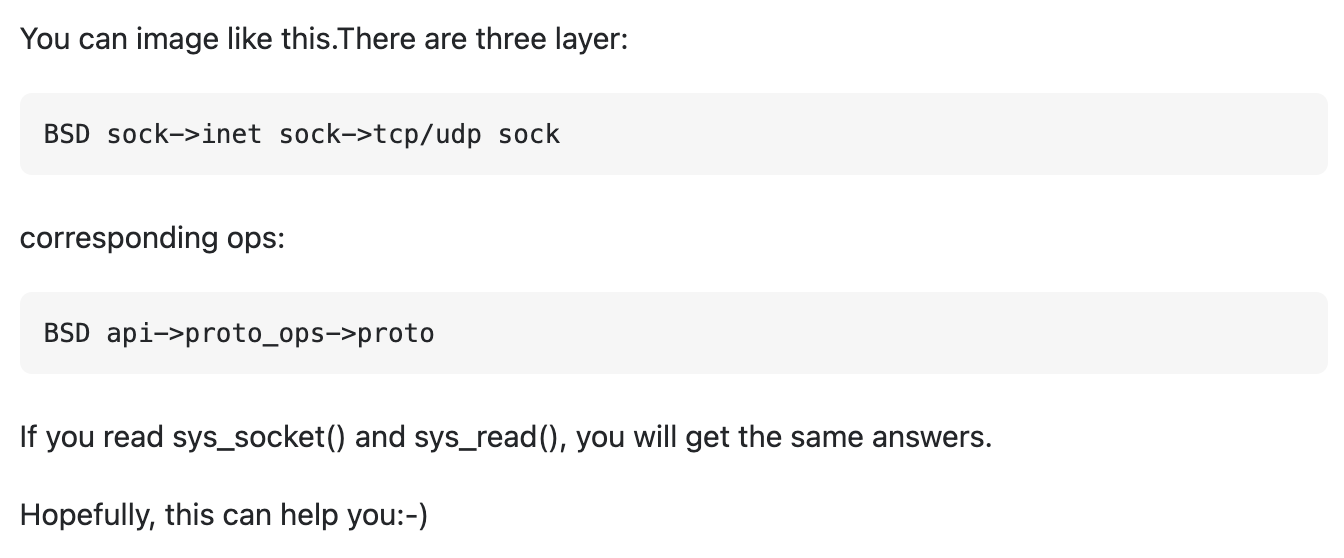 You can image like this.There are three layer:
BSD sock->inet sock->tcp/udp sock
corresponding ops:
BSD api->proto_ops->proto
If you read sys_socket() and sys_read(), you will get the same answers.
Hopefully, this can help you:-)